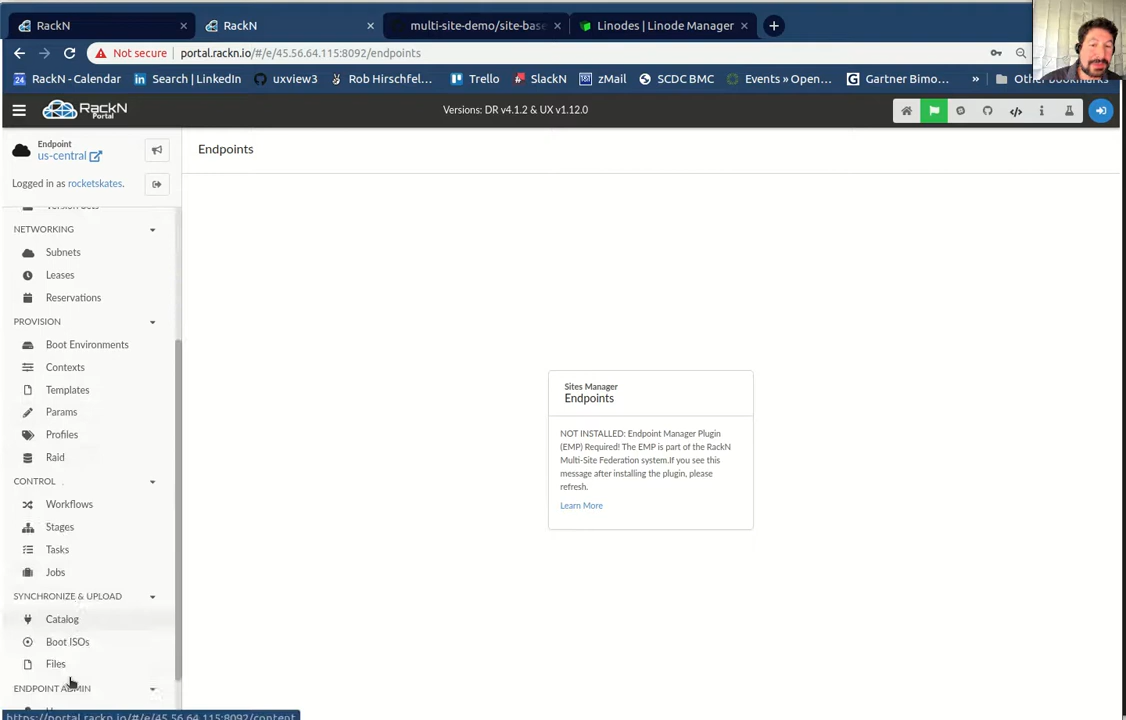 RackN
RackN
multi-site-demo/site-base
Linodes | Linode Manager
Not secure
portal.rackn.io/#/e/45.56.64.115:8092/endpoints
RackN - Calendar
24
Search | LinkedIn
uxview3
Rob Hirschfel...
Trello
SlackN
zMail
SCDC BMC
Events » Open...
Gartner Bimo...
»
Other bookmarks
RackN
Portal
Versions: DR v4.1.2 & UX v1.12.0
Endpoint
us-central
Logged in as rocketskates.
Endpoints
Version Sets
NETWORKING
Subnets
Leases
Reservations
PROVISION
Boot Environments
Contexts
Templates
Params
Profiles
Raid
CONTROL
Workflows
Stages
Tasks
Jobs
SYNCHRONIZE & UPLOAD
Catalog
Boot ISOs
Files
ENDPOINT ADMIN
https://portal.rackn.io/#/e/45.56.64.115:8092/content
Sites Manager
Endpoints
NOT INSTALLED: Endpoint Manager Plugin
(EMP) Required! The EMP is part of the RackN
Multi-Site Federation system.If you see this
message after installing the plugin, please
refresh.
Learn More